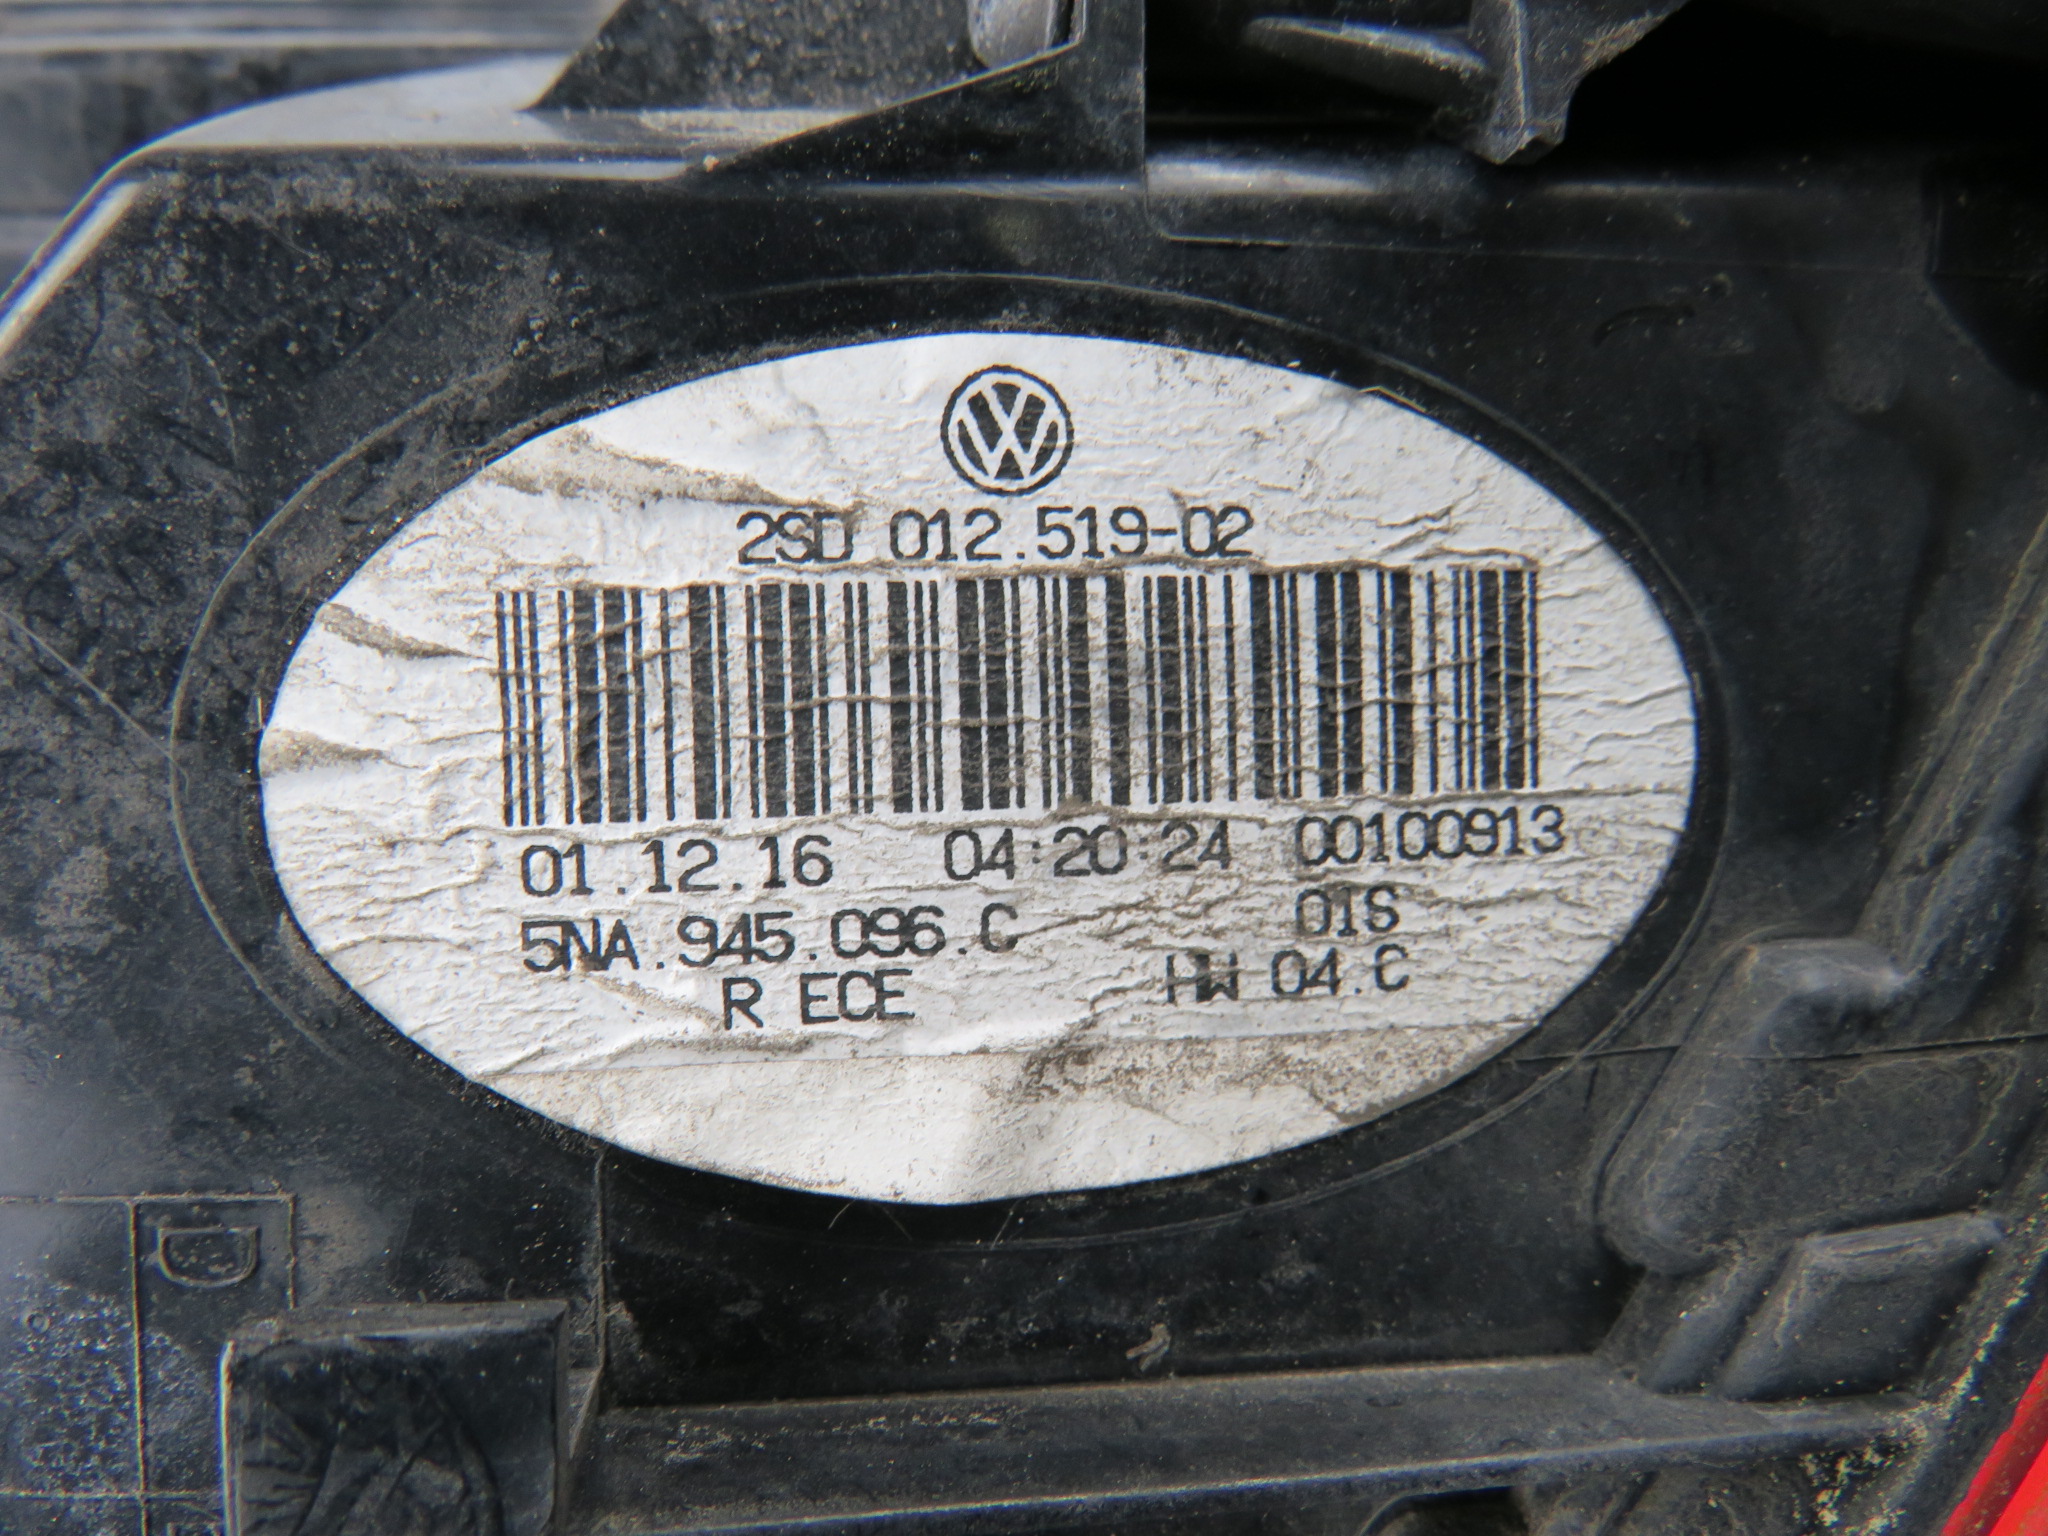 2SD 012.519-02
01.12.16 04:20:24 00100913
5NA.945.096.C 01S
R ECE HW 04.C
D